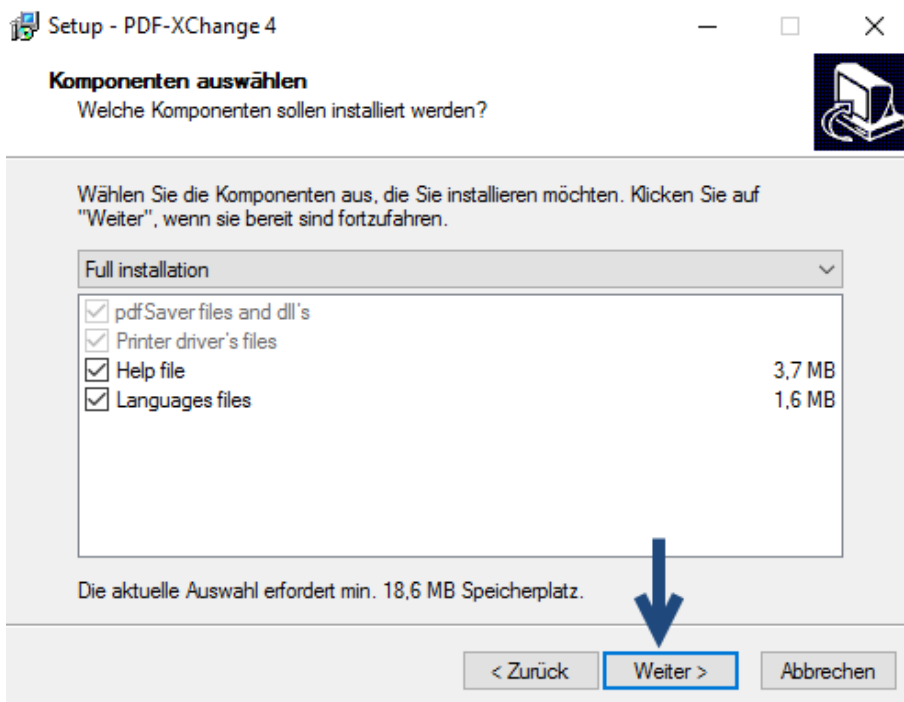 Setup - PDF-XChange 4
Komponenten auswählen
Welche Komponenten sollen installiert werden?
Wählen Sie die Komponenten aus, die Sie installieren möchten. Klicken Sie auf
"Weiter", wenn sie bereit sind fortzufahren.
Full installation
pdfSaver files and dll's
Printer driver's files
Help file 3,7 MB
Languages files 1,6 MB
Die aktuelle Auswahl erfordert min. 18,6 MB Speicherplatz.
< Zurück Weiter > Abbrechen